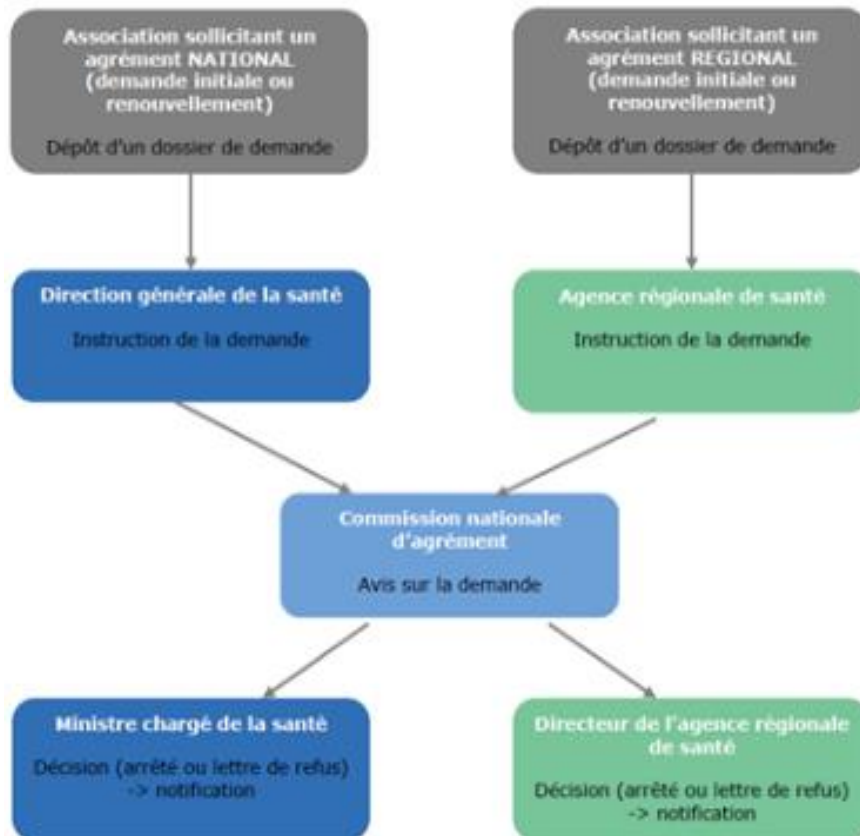 Association sollicitant un
agrément NATIONAL
(demande initiale ou
renouvellement)
Dépôt d'un dossier de demande
Association sollicitant un
agrément REGIONAL
(demande initiale ou
renouvellement)
Dépôt d'un dossier de demande
Direction générale de la santé
Instruction de la demande
Agence régionale de santé
Instruction de la demande
Commission nationale
d'agrément
Avis sur la demande
Ministre chargé de la santé
Décision (arrêté ou lettre de refus)
-> notification
Directeur de l'agence régionale
de santé
Décision (arrêté ou lettre de refus)
-> notification